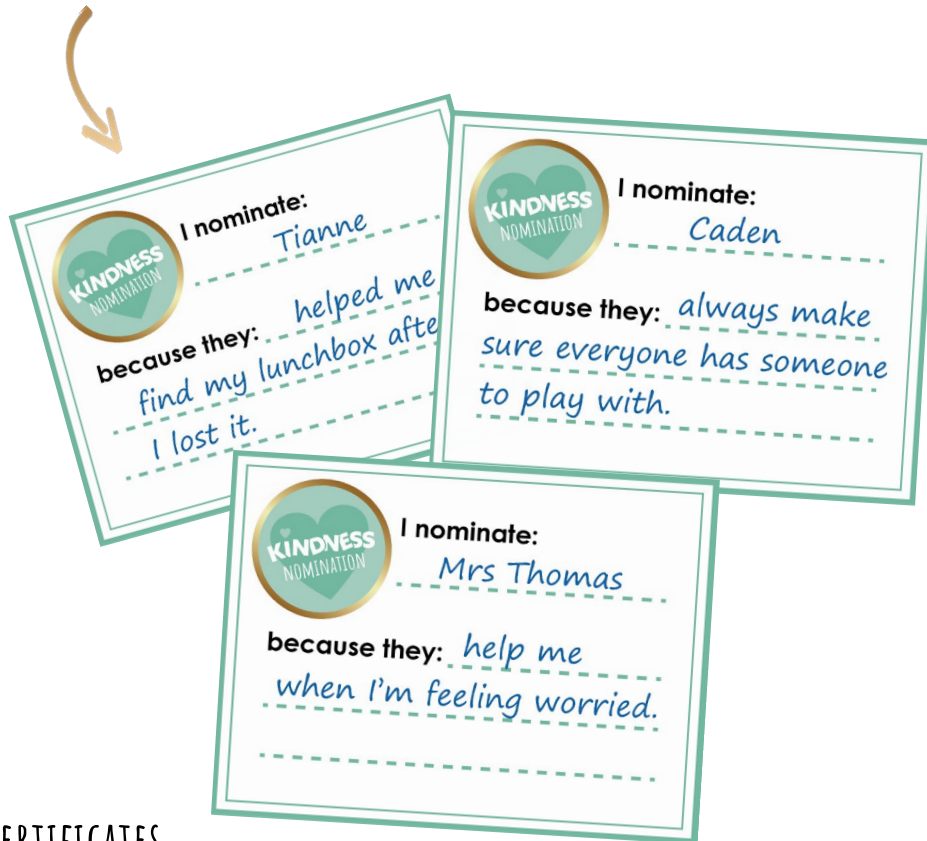 KINDNESS
NOMINATION
I nominate:
Tianne
because they: helped me
find my lunchbox afte
I lost it.
KINDNESS
NOMINATION
I nominate:
Caden
because they: always make
sure everyone has someone
to play with.
KINDNESS
NOMINATION
I nominate:
Mrs Thomas
because they: help me
when I'm feeling worried.
ERTIFICATES